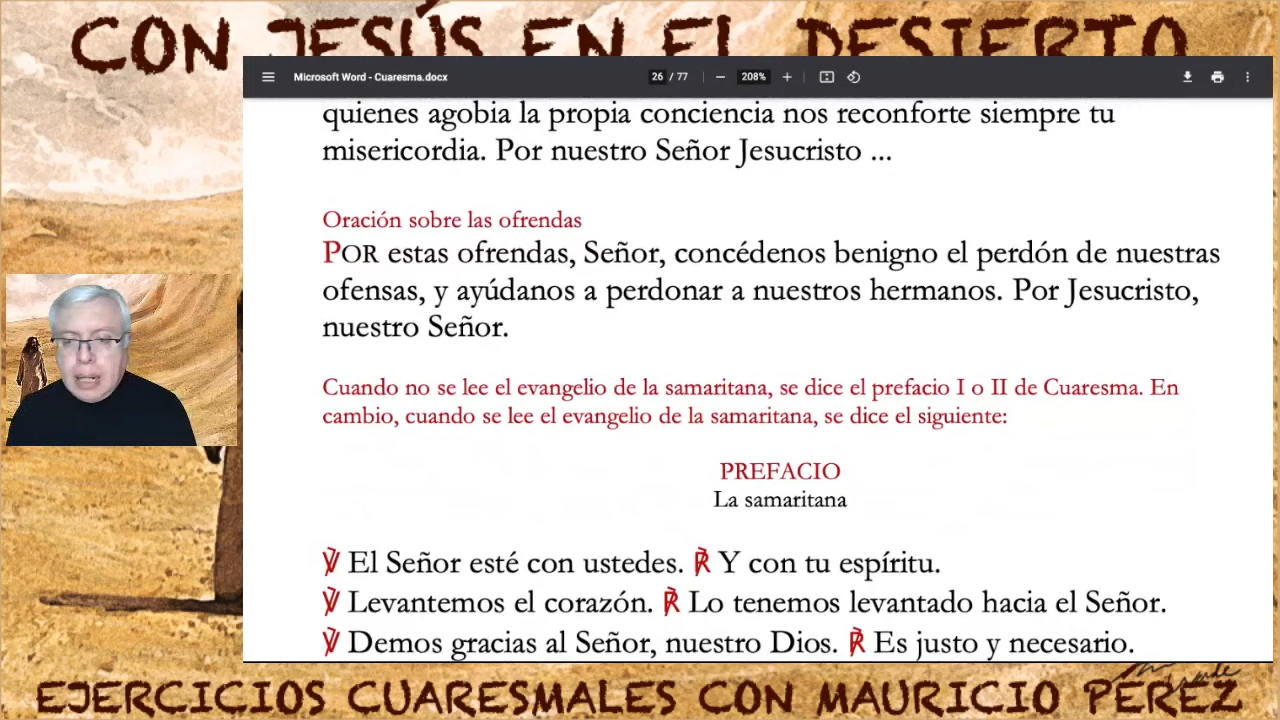 CON JESÚS EN EL DESIERTO
Microsoft Word - Cuaresma.docx
26 / 77
208%
quienes agobia la propia conciencia nos reconforte siempre tu
misericordia. Por nuestro Señor Jesucristo ...
Oración sobre las ofrendas
POR estas ofrendas, Señor, concédenos benigno el perdón de nuestras
ofensas, y ayúdanos a perdonar a nuestros hermanos. Por Jesucristo,
nuestro Señor.
Cuando no se lee el evangelio de la samaritana, se dice el prefacio I o II de Cuaresma. En
cambio, cuando se lee el evangelio de la samaritana, se dice el siguiente:
PREFACIO
La samaritana
℣ El Señor esté con ustedes. ℟ Y con tu espíritu.
℣ Levantemos el corazón. ℟ Lo tenemos levantado hacia el Señor.
℣ Demos gracias al Señor, nuestro Dios. ℟ Es justo y necesario.
EJERCICIOS CUARESMALES CON MAURICIO PÉREZ